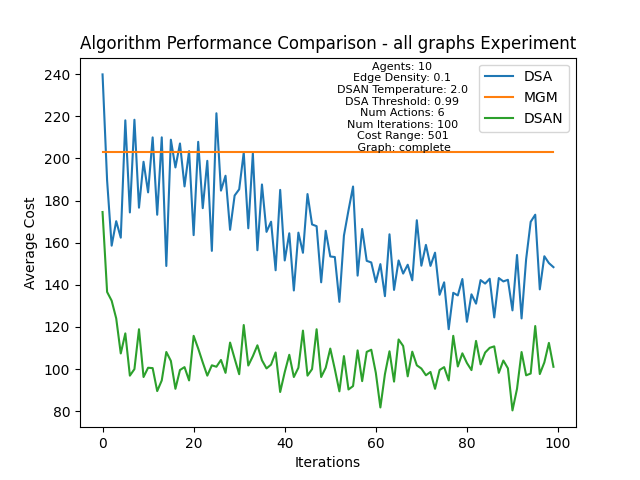 Algorithm Performance Comparison - all graphs Experiment
Agents: 10
Edge Density: 0.1
DSAN Temperature: 2.0
DSA Threshold: 0.99
Num Actions: 6
Num Iterations: 100
Cost Range: 501
Graph: complete
DSA
MGM
DSAN
Average Cost
240
220
200
180
160
140
120
100
80
0
20
40
60
80
100
Iterations